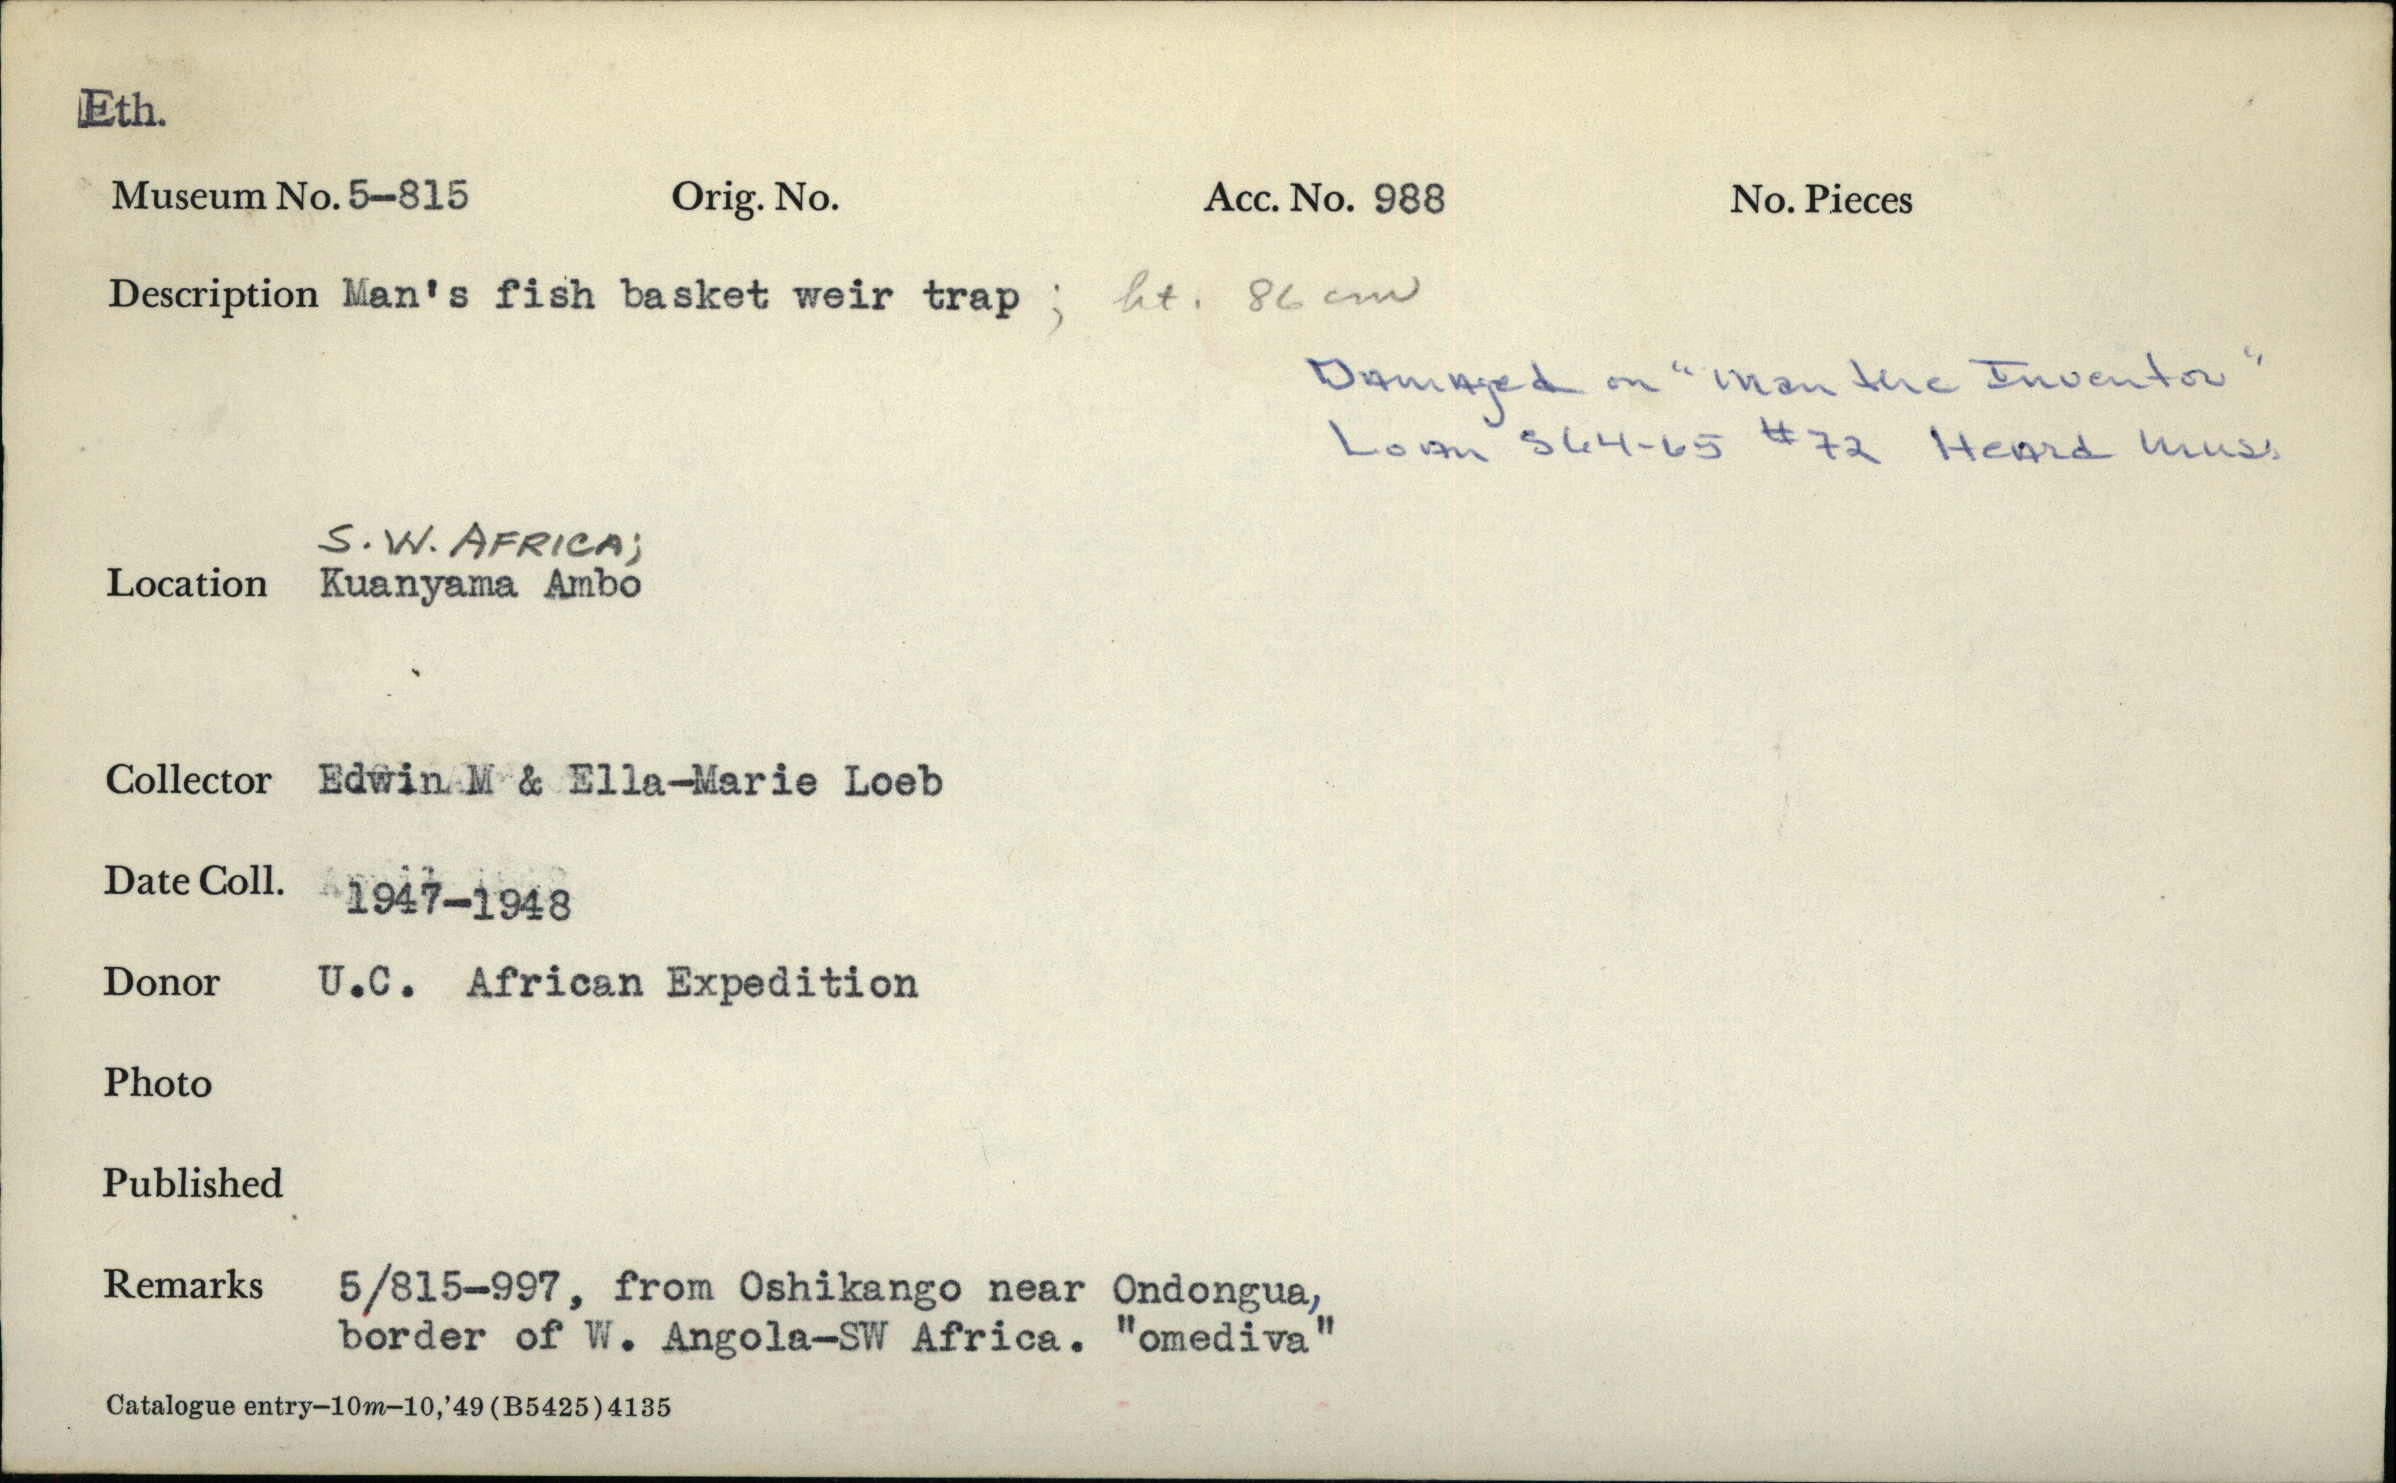 Eth.
Museum No. 5-815 Orig. No. Acc. No. 988 No. Pieces
Description Man's fish basket weir trap ; ht. 86 cm
Damaged on "Man the Inventor"
Loan S64-65 #72 Heard Mus.
S.W. AFRICA;
Location Kuanyama Ambo
Collector Edwin M & Ella-Marie Loeb
Date Coll. 1947-1948
Donor U.C. African Expedition
Photo
Published
Remarks 5/815-997, from Oshikango near Ondongua,
border of W. Angola-SW Africa. "omediva"
Catalogue entry-10m-10,'49(B5425)4135